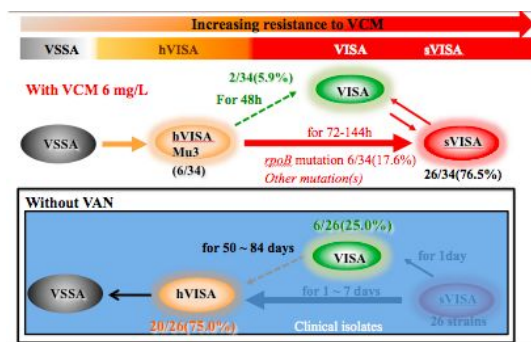 Increasing resistance to VCM
VSSA hVISA VISA sVISA
With VCM 6 mg/L
2/34(5.9%)
For 48h
VISA
VSSA
hVISA
Mu3
(6/34)
for 72-144h
rpoB mutation 6/34(17.6%)
Other mutation(s)
sVISA
26/34(76.5%)
Without VAN
6/26(25.0%)
for 50 ~ 84 days
VISA
for 1day
VSSA
hVISA
for 1 ~ 7 days
sVISA
20/26(75.0%)
Clinical isolates
26 strains